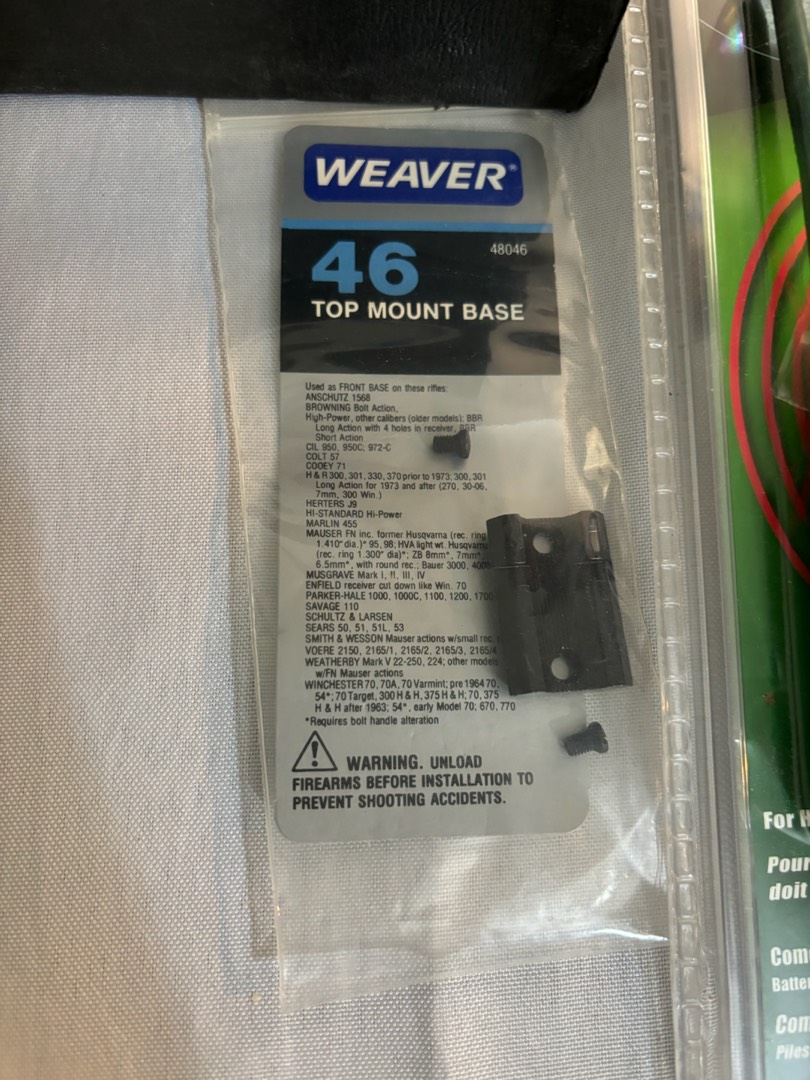 WEAVER®
46
48046
TOP MOUNT BASE
Used as FRONT BASE on these rifles:
ANSCHUTZ 1568
BROWNING Bolt Action,
High-Power, other calibers (older models); BBR
Long Action with 4 holes in receiver, BBR
Short Action
CIL 950, 950C, 972-C
COLT 57
COOEY 71
H & R 300, 301, 330, 370 prior to 1973; 300, 301
Long Action for 1973 and after (270, 30-06,
7mm, 300 Win.)
HERTERS J9
HI-STANDARD Hi-Power
MARLIN 455
MAUSER FN inc. former Husqvarna (rec. ring
1.410" dia.)* 95, 98; HVA light wt. Husqvarna
(rec. ring 1.300" dia)*; ZB 8mm*, 7mm*,
6.5mm*, with round rec.; Bauer 3000,
MUSGRAVE Mark I, II, III, IV
ENFIELD receiver cut down like Win. 70
PARKER-HALE 1000, 1000C, 1100, 1200,
SAVAGE 110
SCHULTZ & LARSEN
SEARS 50, 51, 51L, 53
SMITH & WESSON Mauser actions w/small rec.
VOERE 2150, 2165/1, 2165/2, 2165/3, 2165/4
WEATHERBY Mark V 22-250, 224; other models
w/FN Mauser actions
WINCHESTER 70, 70A, 70 Varmint; pre 1964 70,
54*; 70 Target, 300 H & H, 375 H & H; 70, 375
H & H after 1963; 54*, early Model 70; 670, 770
*Requires bolt handle alteration
WARNING. UNLOAD
FIREARMS BEFORE INSTALLATION TO
PREVENT SHOOTING ACCIDENTS.
For
Pour
doit